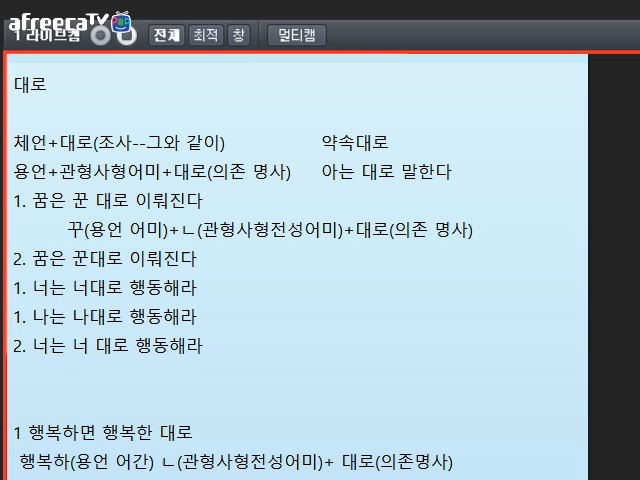 afreecaTV
1 라이브캠
전체 최적 창 멀티캠
대로
체언+대로(조사--그와 같이) 약속대로
용언+관형사형어미+대로(의존 명사) 아는 대로 말한다
1. 꿈은 꾼 대로 이뤄진다
꾸(용언 어미)+ㄴ(관형사형전성어미)+대로(의존 명사)
2. 꿈은 꾼대로 이뤄진다
1. 너는 너대로 행동해라
1. 나는 나대로 행동해라
2. 너는 너 대로 행동해라
1 행복하면 행복한 대로
행복하(용언 어간) ㄴ(관형사형전성어미)+ 대로(의존명사)